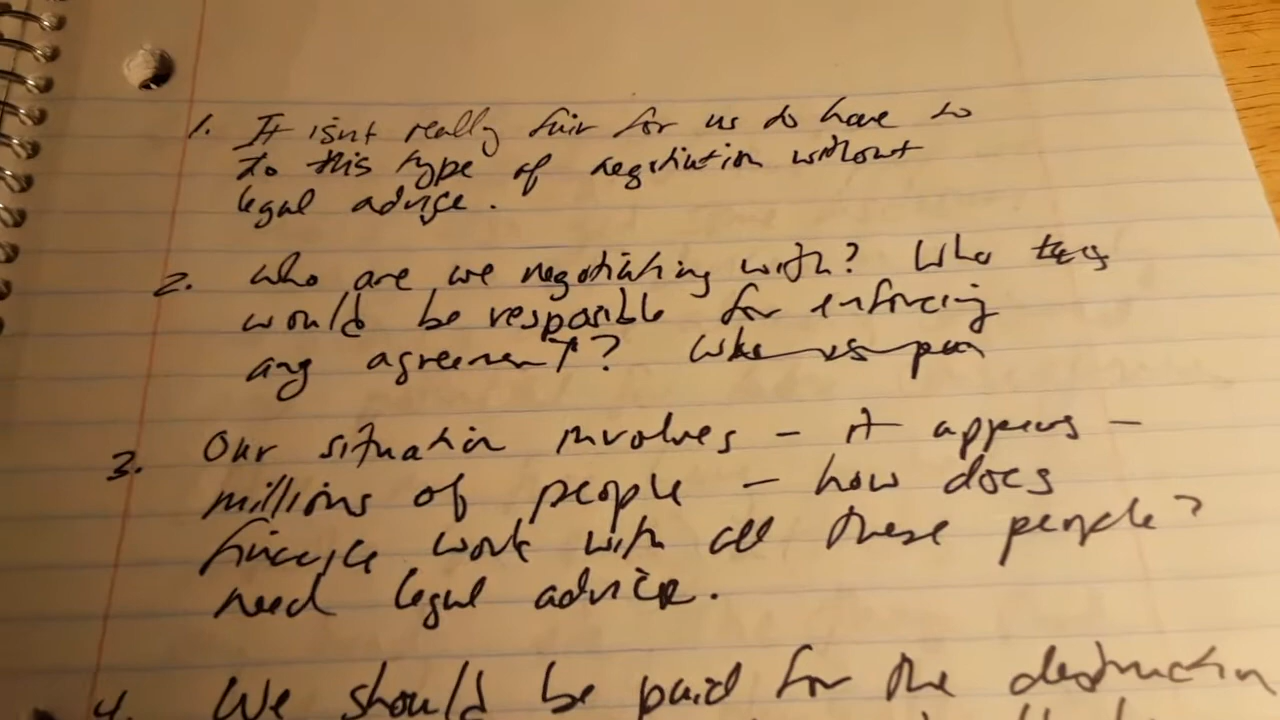 1. It isnt really fair for us to have to
do this type of negotiation without
legal advice.
2. Who are we negotiating with? Who
would be responsible for enforcing
any agreement?
3. Our situation involves – it appears –
millions of people – how does
finance work with all these people?
need legal advice.
4. We should be paid for the destruction